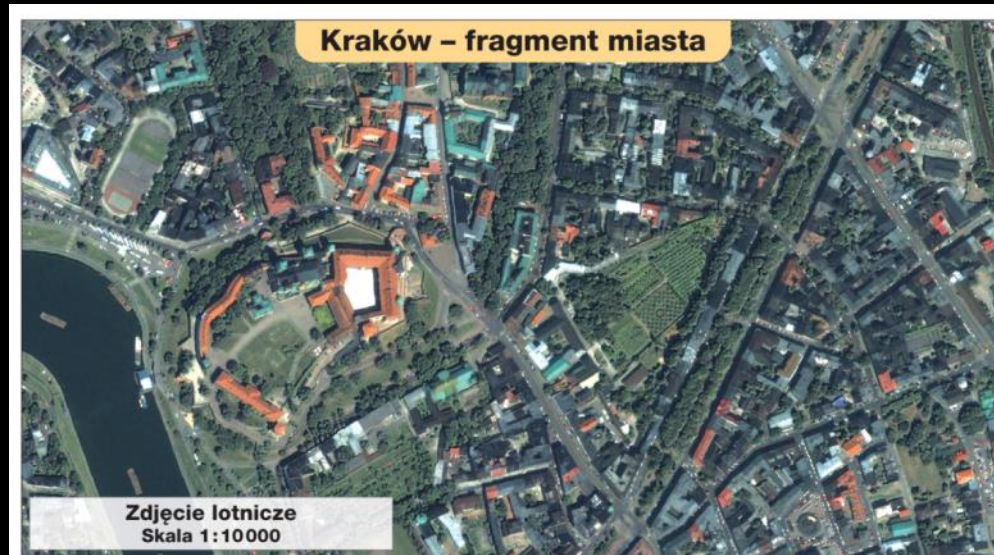 Kraków – fragment miasta
Zdjęcie lotnicze
Skala 1:10000